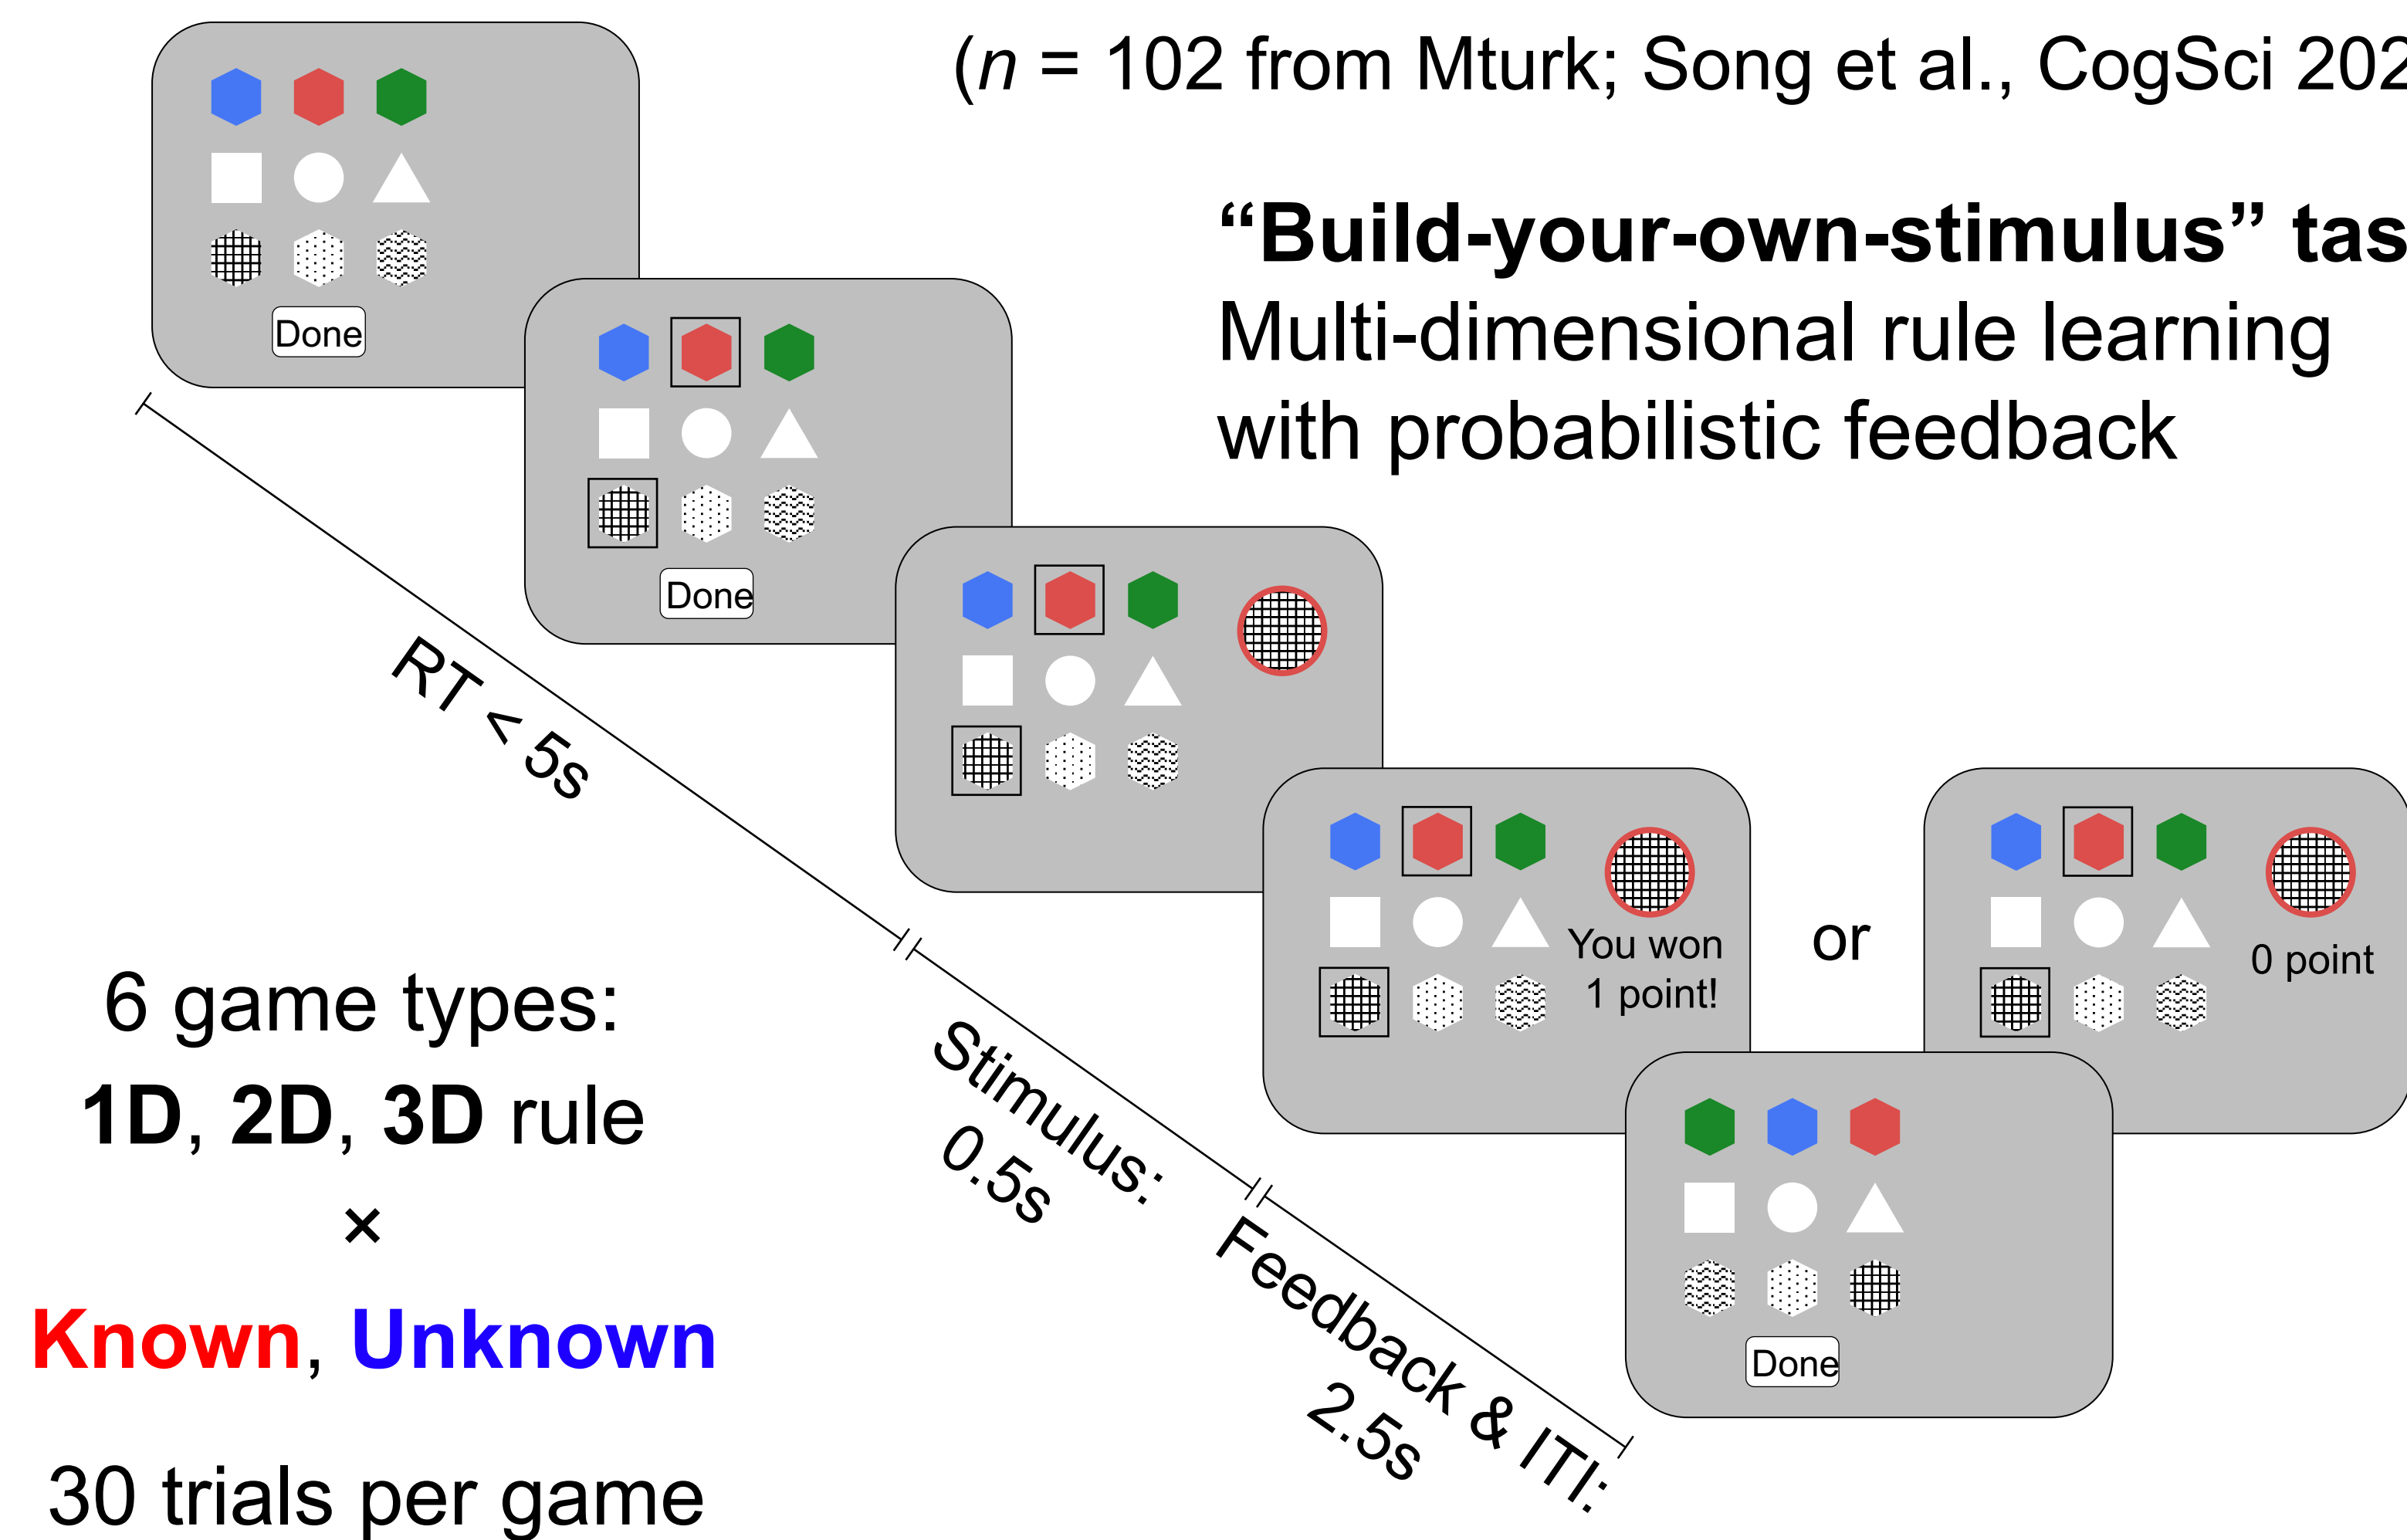 (n = 102 from Mturk; Song et al., CogSci 202
“Build-your-own-stimulus” tas
Multi-dimensional rule learning
with probabilistic feedback
Done
Done
RT < 5s
You won
1 point!
or
0 point
Stimulus:
0.5s
Feedback & ITI:
2.5s
Done
6 game types:
1D, 2D, 3D rule
×
Known, Unknown
30 trials per game